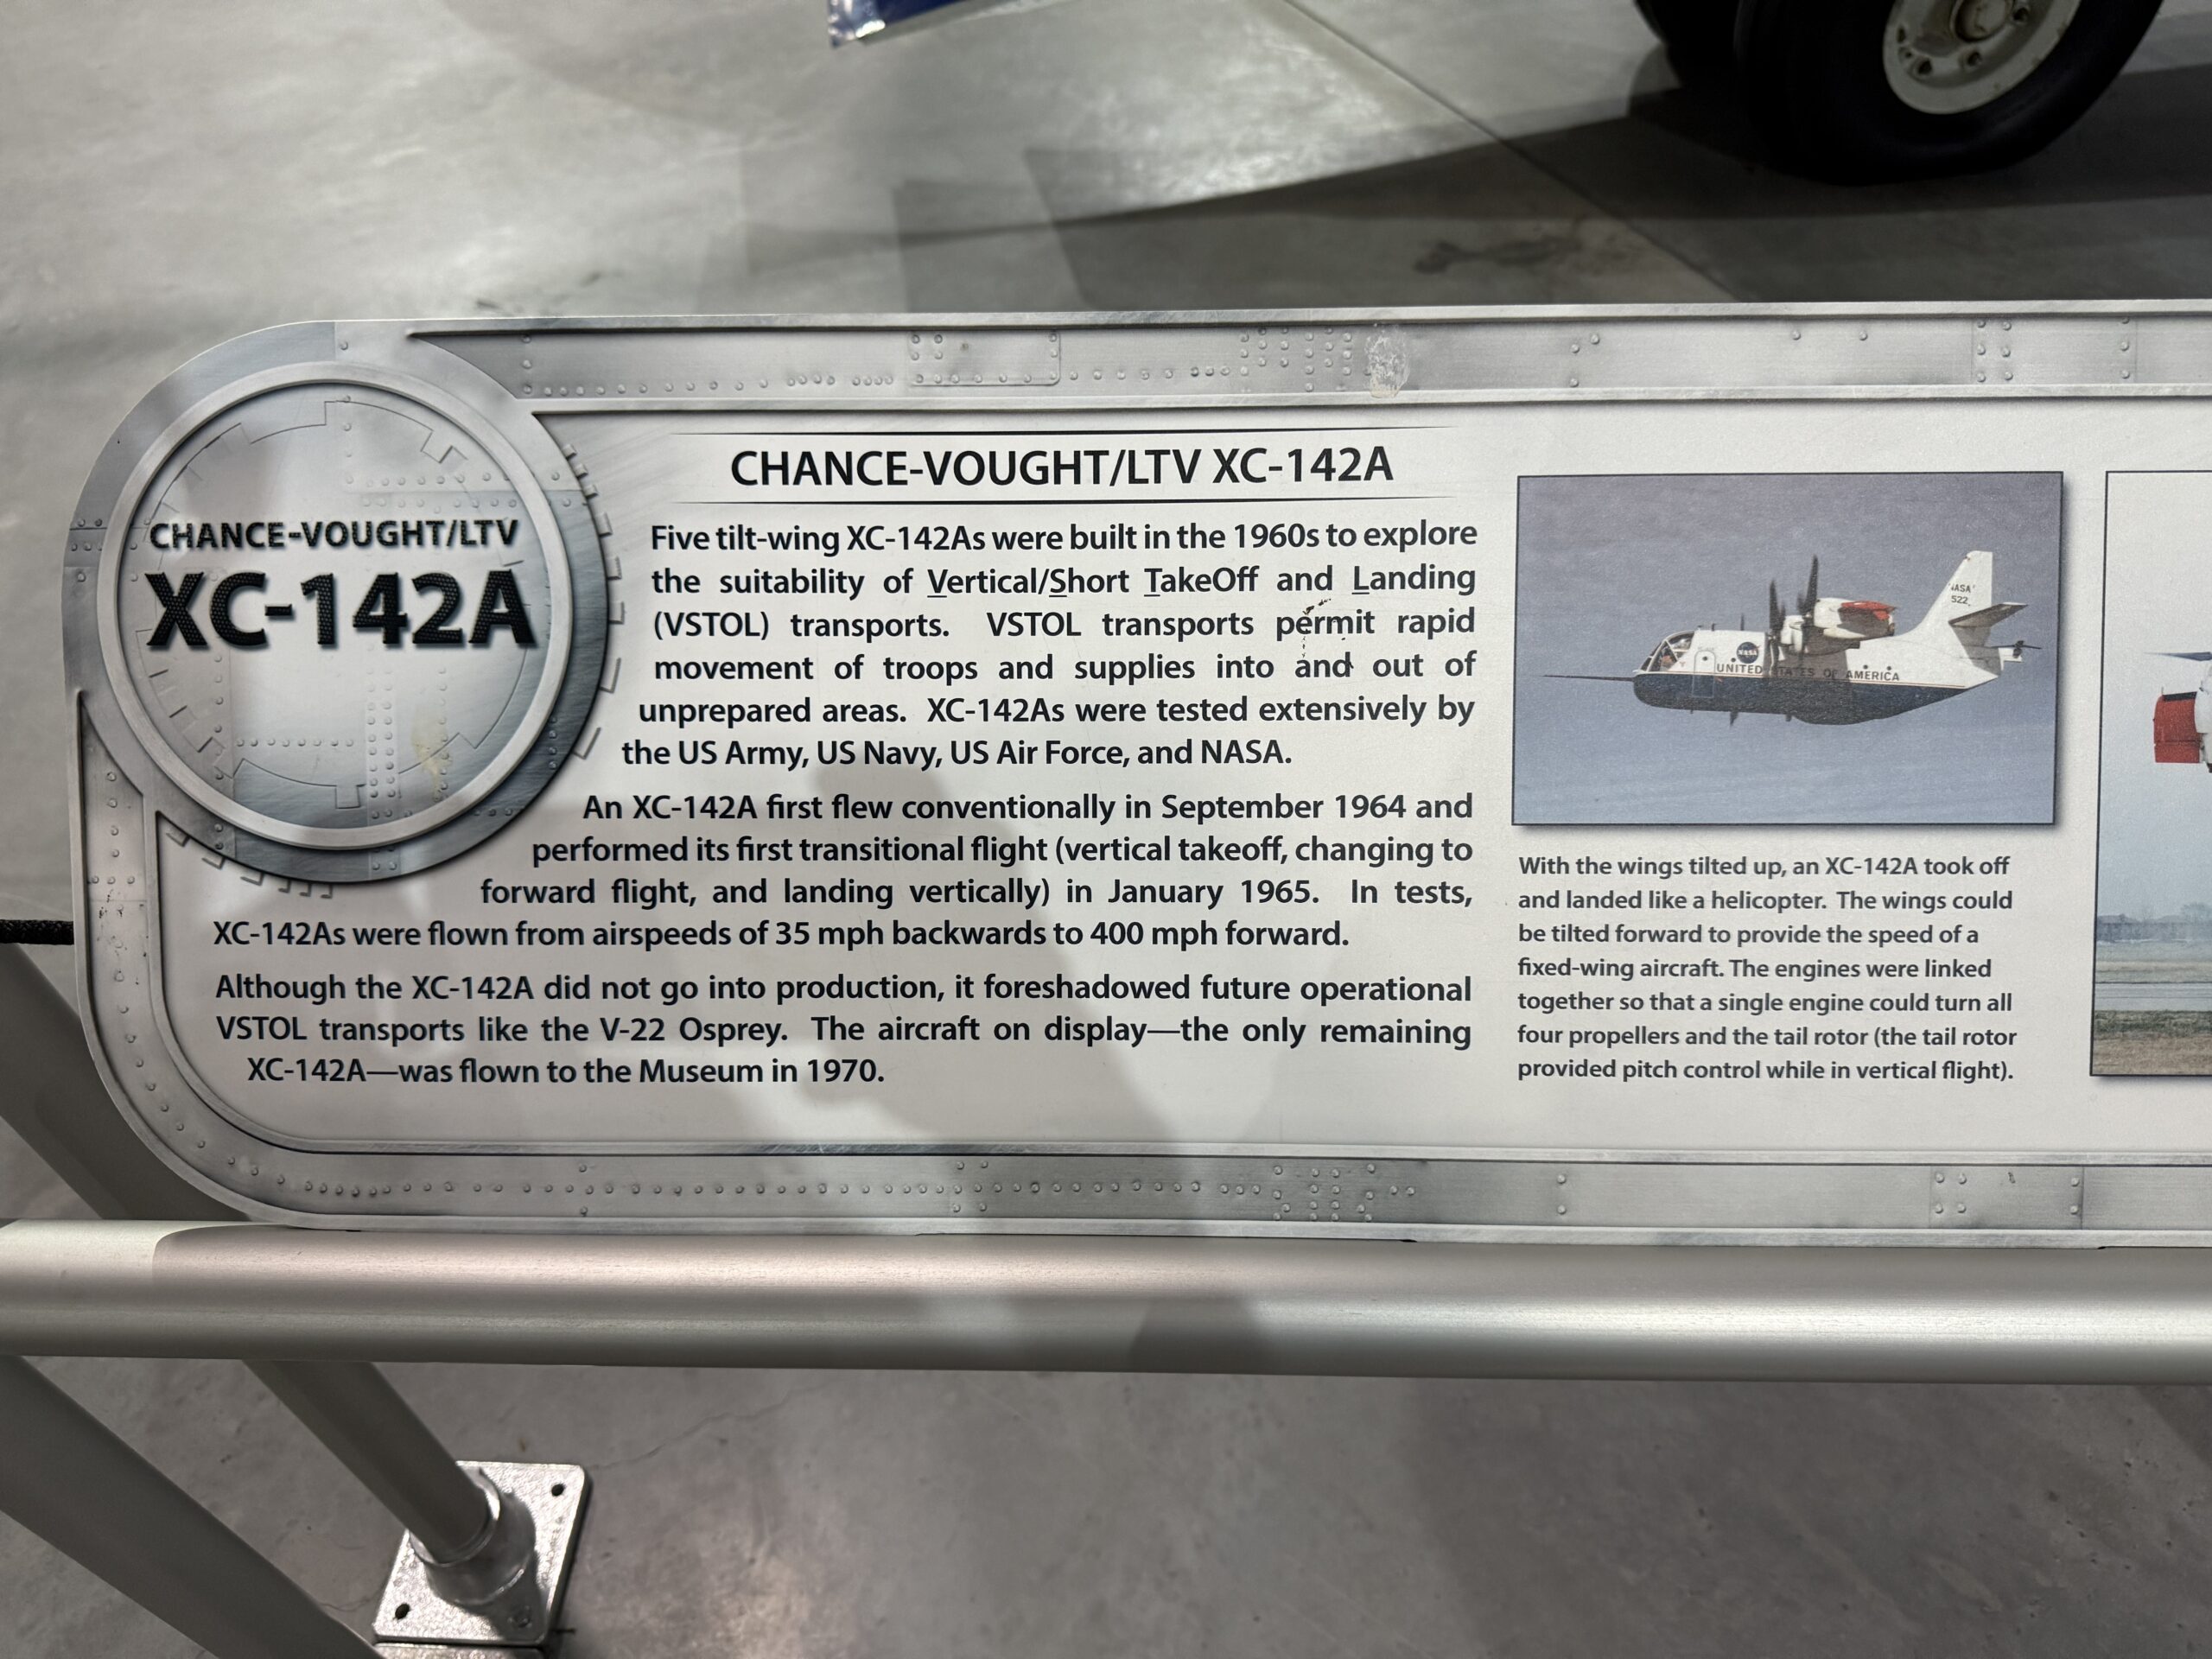 CHANCE-VOUGHT/LTV
XC-142A
CHANCE-VOUGHT/LTV XC-142A
Five tilt-wing XC-142As were built in the 1960s to explore
the suitability of Vertical/Short TakeOff and Landing
(VSTOL) transports. VSTOL transports permit rapid
movement of troops and supplies into and out of
unprepared areas. XC-142As were tested extensively by
the US Army, US Navy, US Air Force, and NASA.
An XC-142A first flew conventionally in September 1964 and
performed its first transitional flight (vertical takeoff, changing to
forward flight, and landing vertically) in January 1965. In tests,
XC-142As were flown from airspeeds of 35 mph backwards to 400 mph forward.
Although the XC-142A did not go into production, it foreshadowed future operational
VSTOL transports like the V-22 Osprey. The aircraft on display—the only remaining
XC-142A—was flown to the Museum in 1970.
NASA
522
NASA
UNITED STATES OF AMERICA
With the wings tilted up, an XC-142A took off
and landed like a helicopter. The wings could
be tilted forward to provide the speed of a
fixed-wing aircraft. The engines were linked
together so that a single engine could turn all
four propellers and the tail rotor (the tail rotor
provided pitch control while in vertical flight).